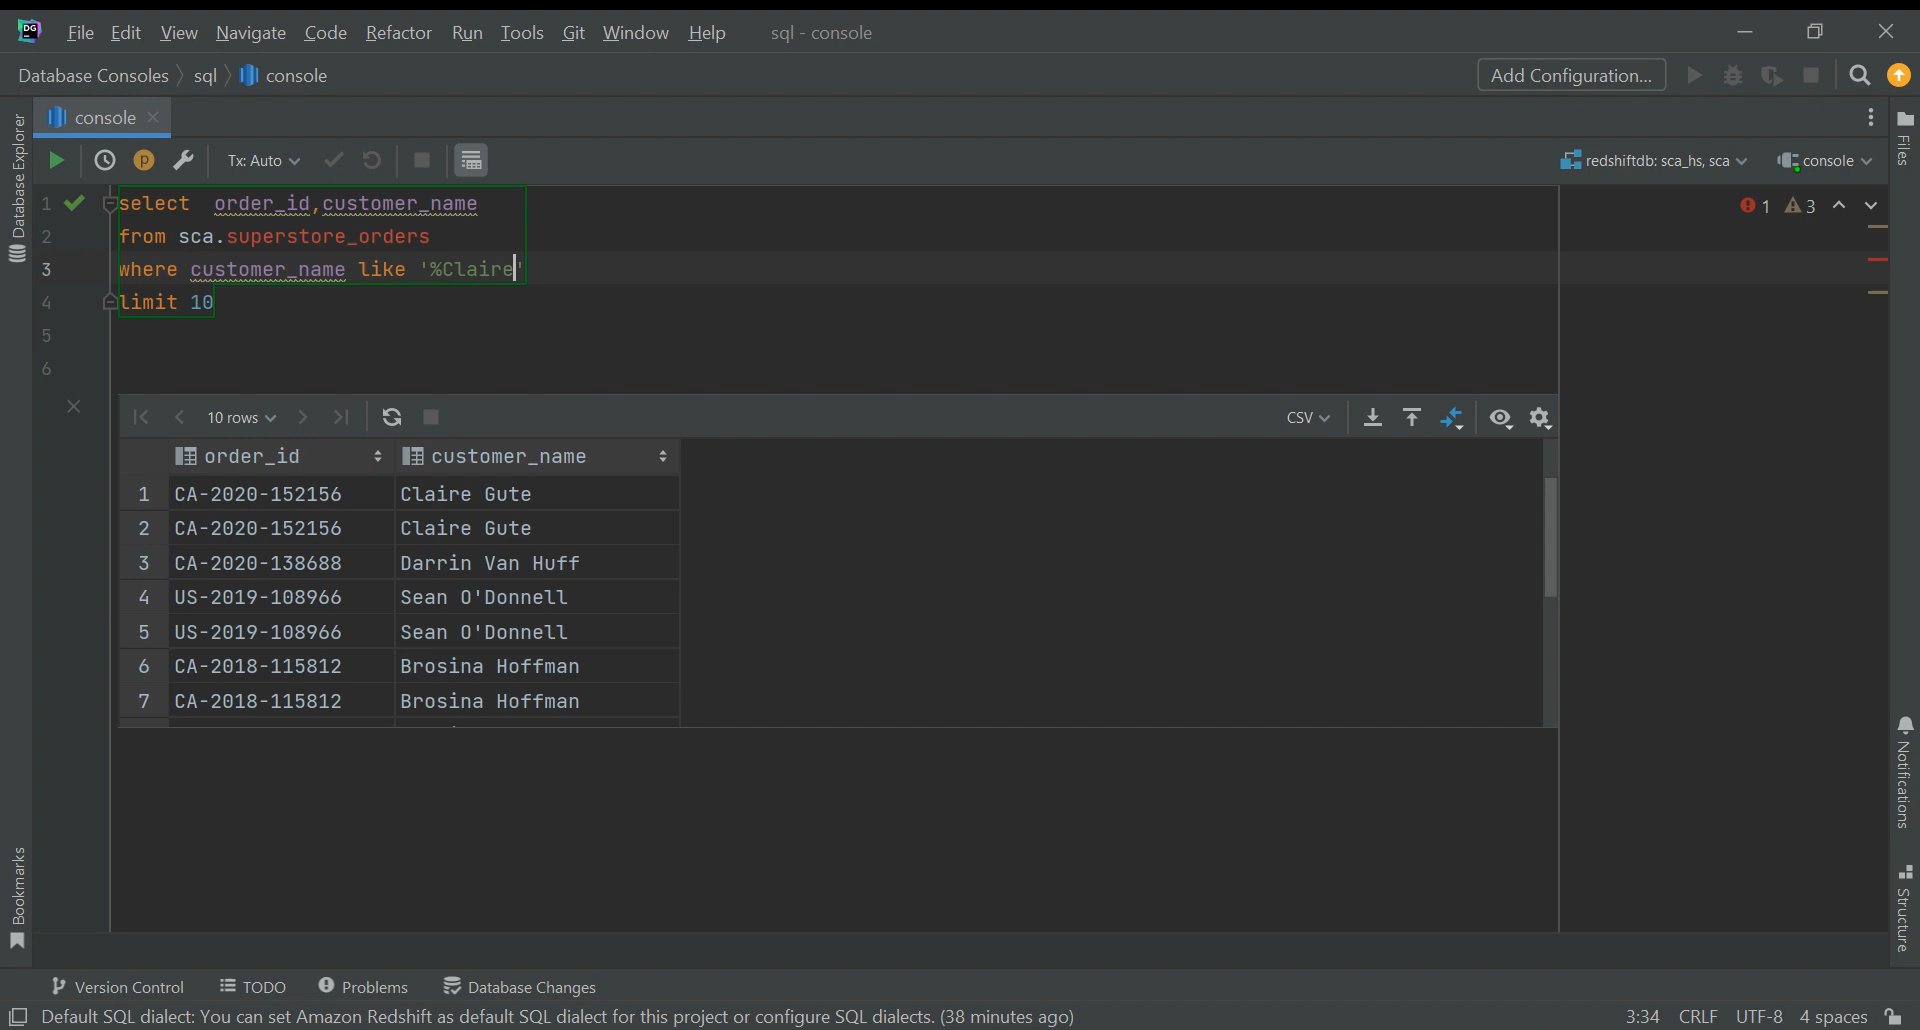 DG File Edit View Navigate Code Refactor Run Tools Git Window Help sql - console
Database Consoles sql console Add Configuration...
console
Tx: Auto redshiftdb: sca_hs, sca console
1 select order_id,customer_name 1 3
2 from sca.superstore_orders
3 where customer_name like '%Claire'
4 limit 10
5
6
10 rows CSV
order_id customer_name
1 CA-2020-152156 Claire Gute
2 CA-2020-152156 Claire Gute
3 CA-2020-138688 Darrin Van Huff
4 US-2019-108966 Sean O'Donnell
5 US-2019-108966 Sean O'Donnell
6 CA-2018-115812 Brosina Hoffman
7 CA-2018-115812 Brosina Hoffman
Database Explorer
Bookmarks
Files
Notifications
Structure
Version Control TODO Problems Database Changes
Default SQL dialect: You can set Amazon Redshift as default SQL dialect for this project or configure SQL dialects. (38 minutes ago) 3:34 CRLF UTF-8 4 spaces